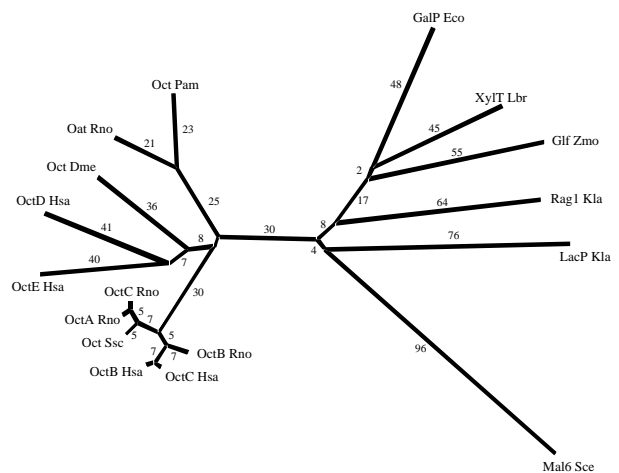 GalP Eco
48
Oct Pam
XylT Lbr
23
45
Oat Rno
21
Glf Zmo
55
2
Oct Dme
17
36
25
Rag1 Kla
64
OctD Hsa
41
8
30
76
8
4
LacP Kla
40
7
OctE Hsa
30
OctC Rno
5
OctA Rno
7
5
Oct Ssc
5
7
7
OctB Rno
96
OctB Hsa
OctC Hsa
Mal6 Sce